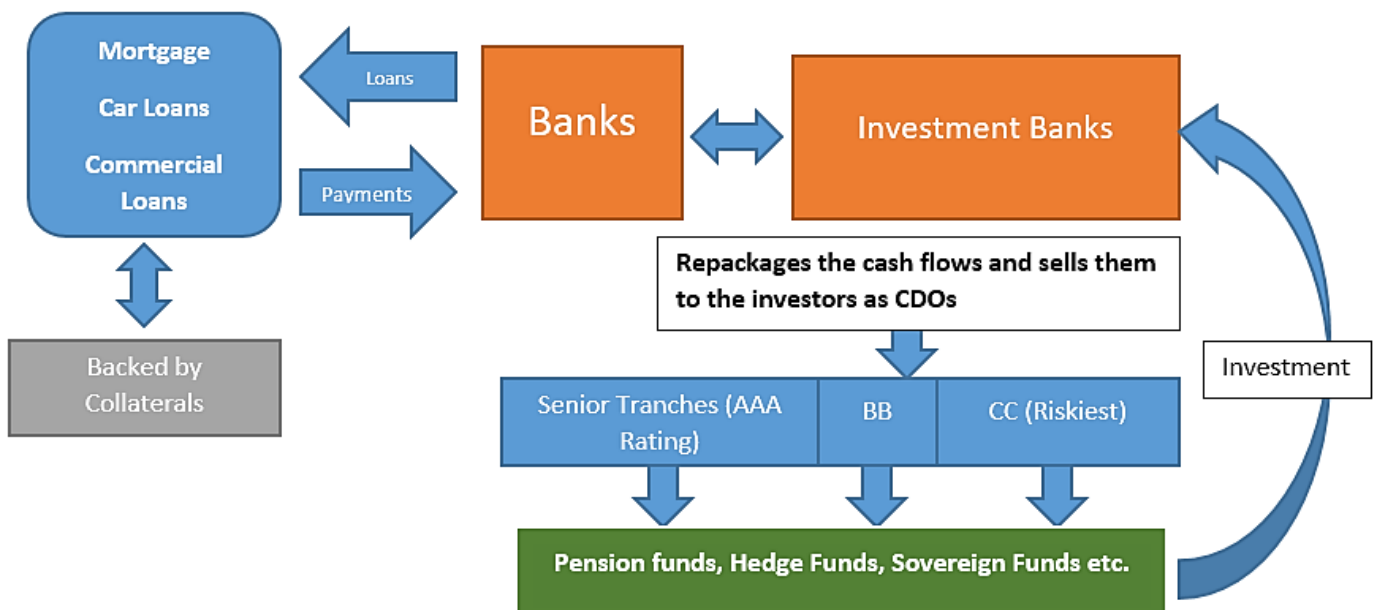 Mortgage
Car Loans
Commercial
Loans
Loans
Payments
Backed by
Collaterals
Banks
Investment Banks
Repackages the cash flows and sells them
to the investors as CDOs
Senior Tranches (AAA
Rating)
BB
CC (Riskiest)
Investment
Pension funds, Hedge Funds, Sovereign Funds etc.